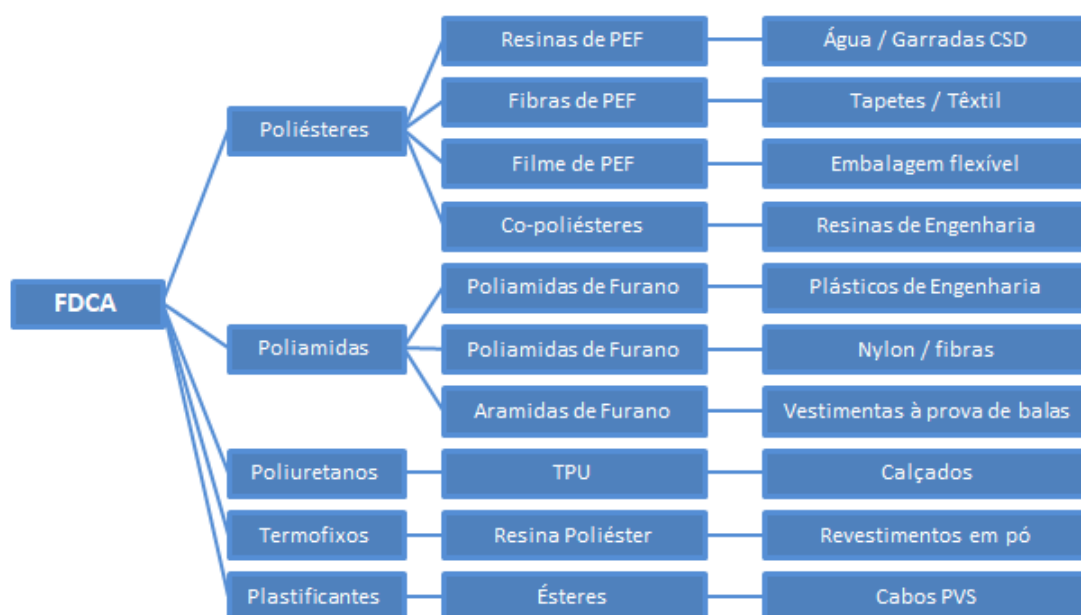 Resinas de PEF
Água / Garradas CSD
Fibras de PEF
Tapetes / Têxtil
Poliésteres
Filme de PEF
Embalagem flexível
Co-poliésteres
Resinas de Engenharia
FDCA
Poliamidas de Furano
Plásticos de Engenharia
Poliamidas
Poliamidas de Furano
Nylon / fibras
Aramidas de Furano
Vestimentas à prova de balas
Poliuretanos
TPU
Calçados
Termofixos
Resina Poliéster
Revestimentos em pó
Plastificantes
Ésteres
Cabos PVS